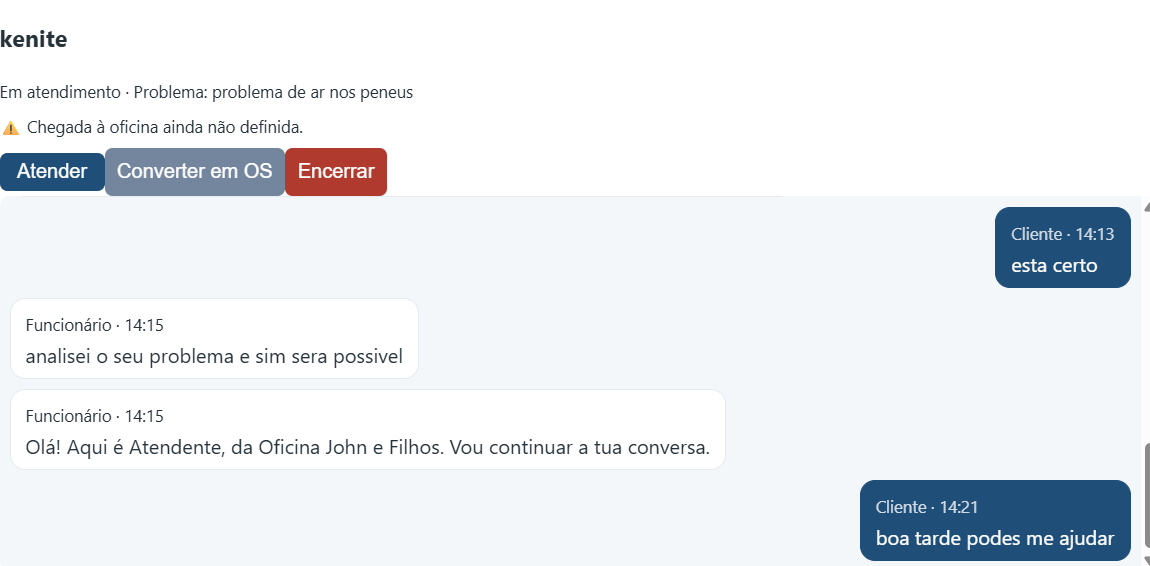 kenite
Em atendimento · Problema: problema de ar nos peneus
⚠ Chegada à oficina ainda não definida.
Atender Converter em OS Encerrar
Cliente · 14:13
esta certo
Funcionário · 14:15
analisei o seu problema e sim sera possivel
Funcionário · 14:15
Olá! Aqui é Atendente, da Oficina John e Filhos. Vou continuar a tua conversa.
Cliente · 14:21
boa tarde podes me ajudar